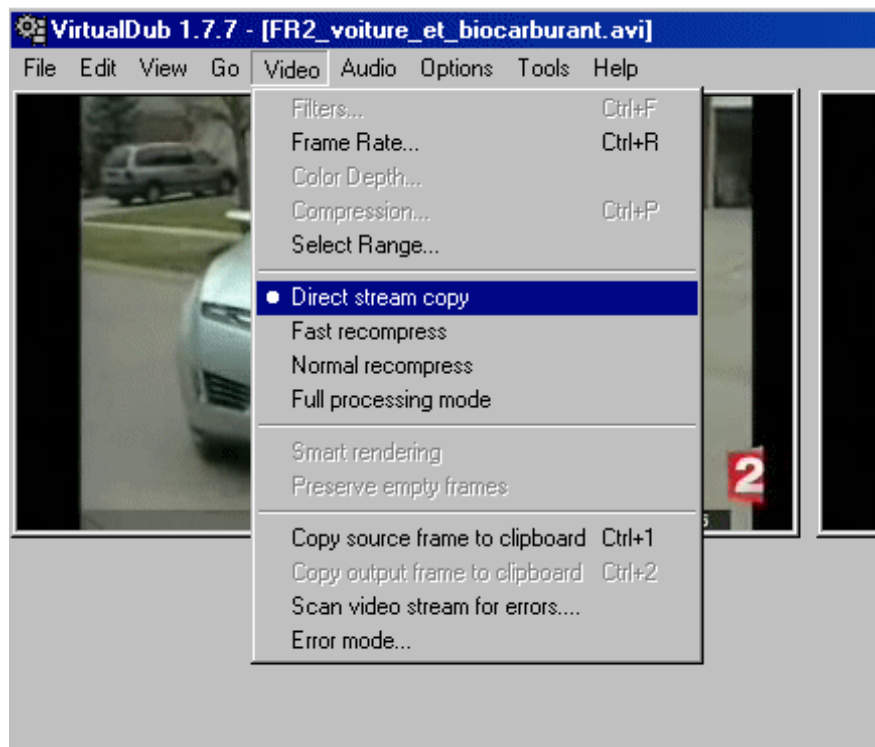 VirtualDub 1.7.7 - [FR2_voiture_et_biocarburant.avi]
File Edit View Go Video Audio Options Tools Help
Filters... Ctrl+F
Frame Rate... Ctrl+R
Color Depth...
Compression... Ctrl+P
Select Range...
Direct stream copy
Fast recompress
Normal recompress
Full processing mode
Smart rendering
Preserve empty frames
2
Copy source frame to clipboard Ctrl+1
Copy output frame to clipboard Ctrl+2
Scan video stream for errors....
Error mode...